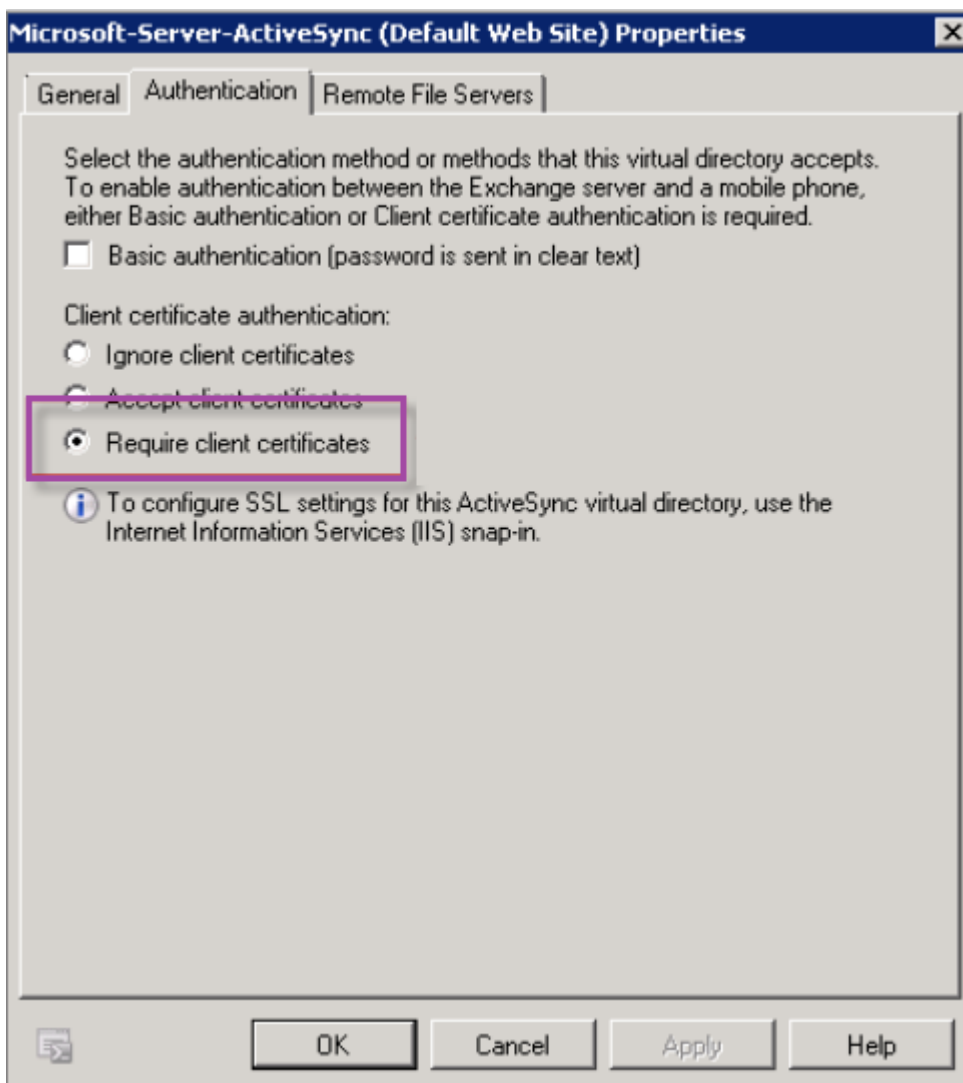 Microsoft-Server-ActiveSync (Default Web Site) Properties
General
Authentication
Remote File Servers
Select the authentication method or methods that this virtual directory accepts.
To enable authentication between the Exchange server and a mobile phone,
either Basic authentication or Client certificate authentication is required.
Basic authentication (password is sent in clear text)
Client certificate authentication:
Ignore client certificates
Accept client certificates
Require client certificates
To configure SSL settings for this ActiveSync virtual directory, use the
Internet Information Services (IIS) snap-in.
OK
Cancel
Apply
Help